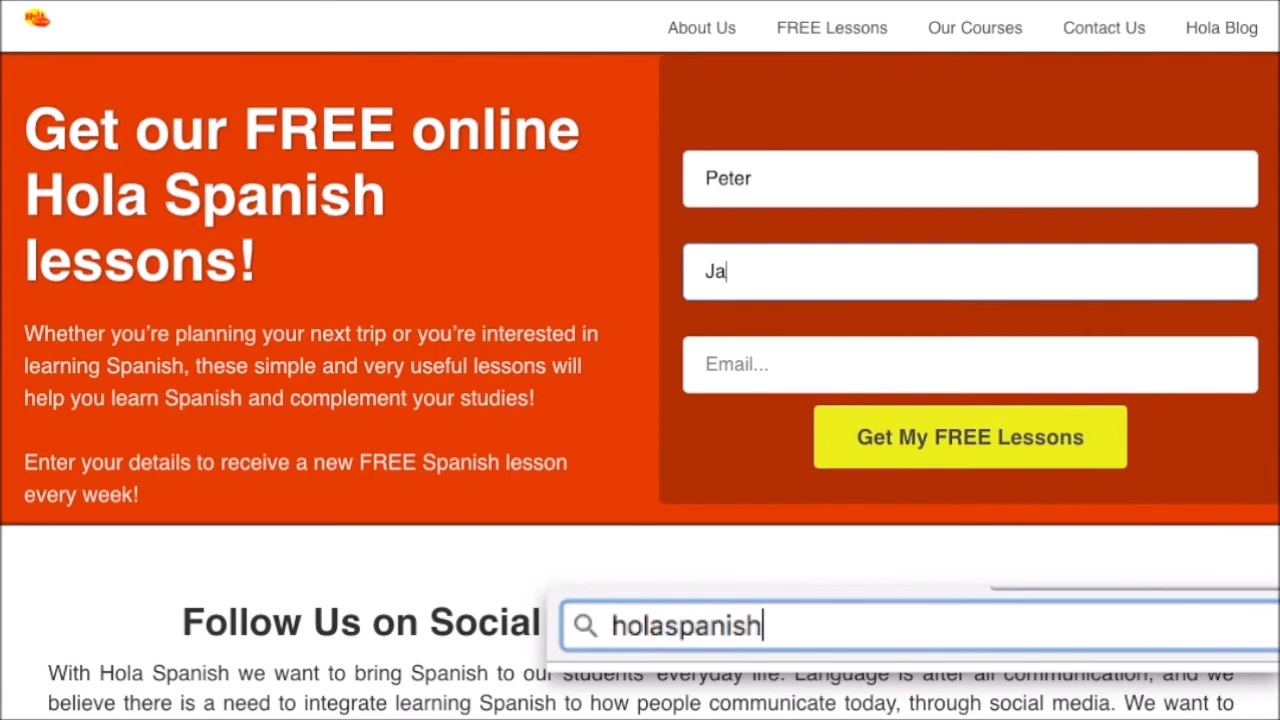 Hola
About Us
FREE Lessons
Our Courses
Contact Us
Hola Blog
Get our FREE online
Hola Spanish
lessons!
Whether you’re planning your next trip or you’re interested in
learning Spanish, these simple and very useful lessons will
help you learn Spanish and complement your studies!
Enter your details to receive a new FREE Spanish lesson
every week!
Peter
Ja
Email...
Get My FREE Lessons
Follow Us on Social
holaspanish
With Hola Spanish we want to bring Spanish to our students' everyday life. Language is after all communication, and we
believe there is a need to integrate learning Spanish to how people communicate today, through social media. We want to